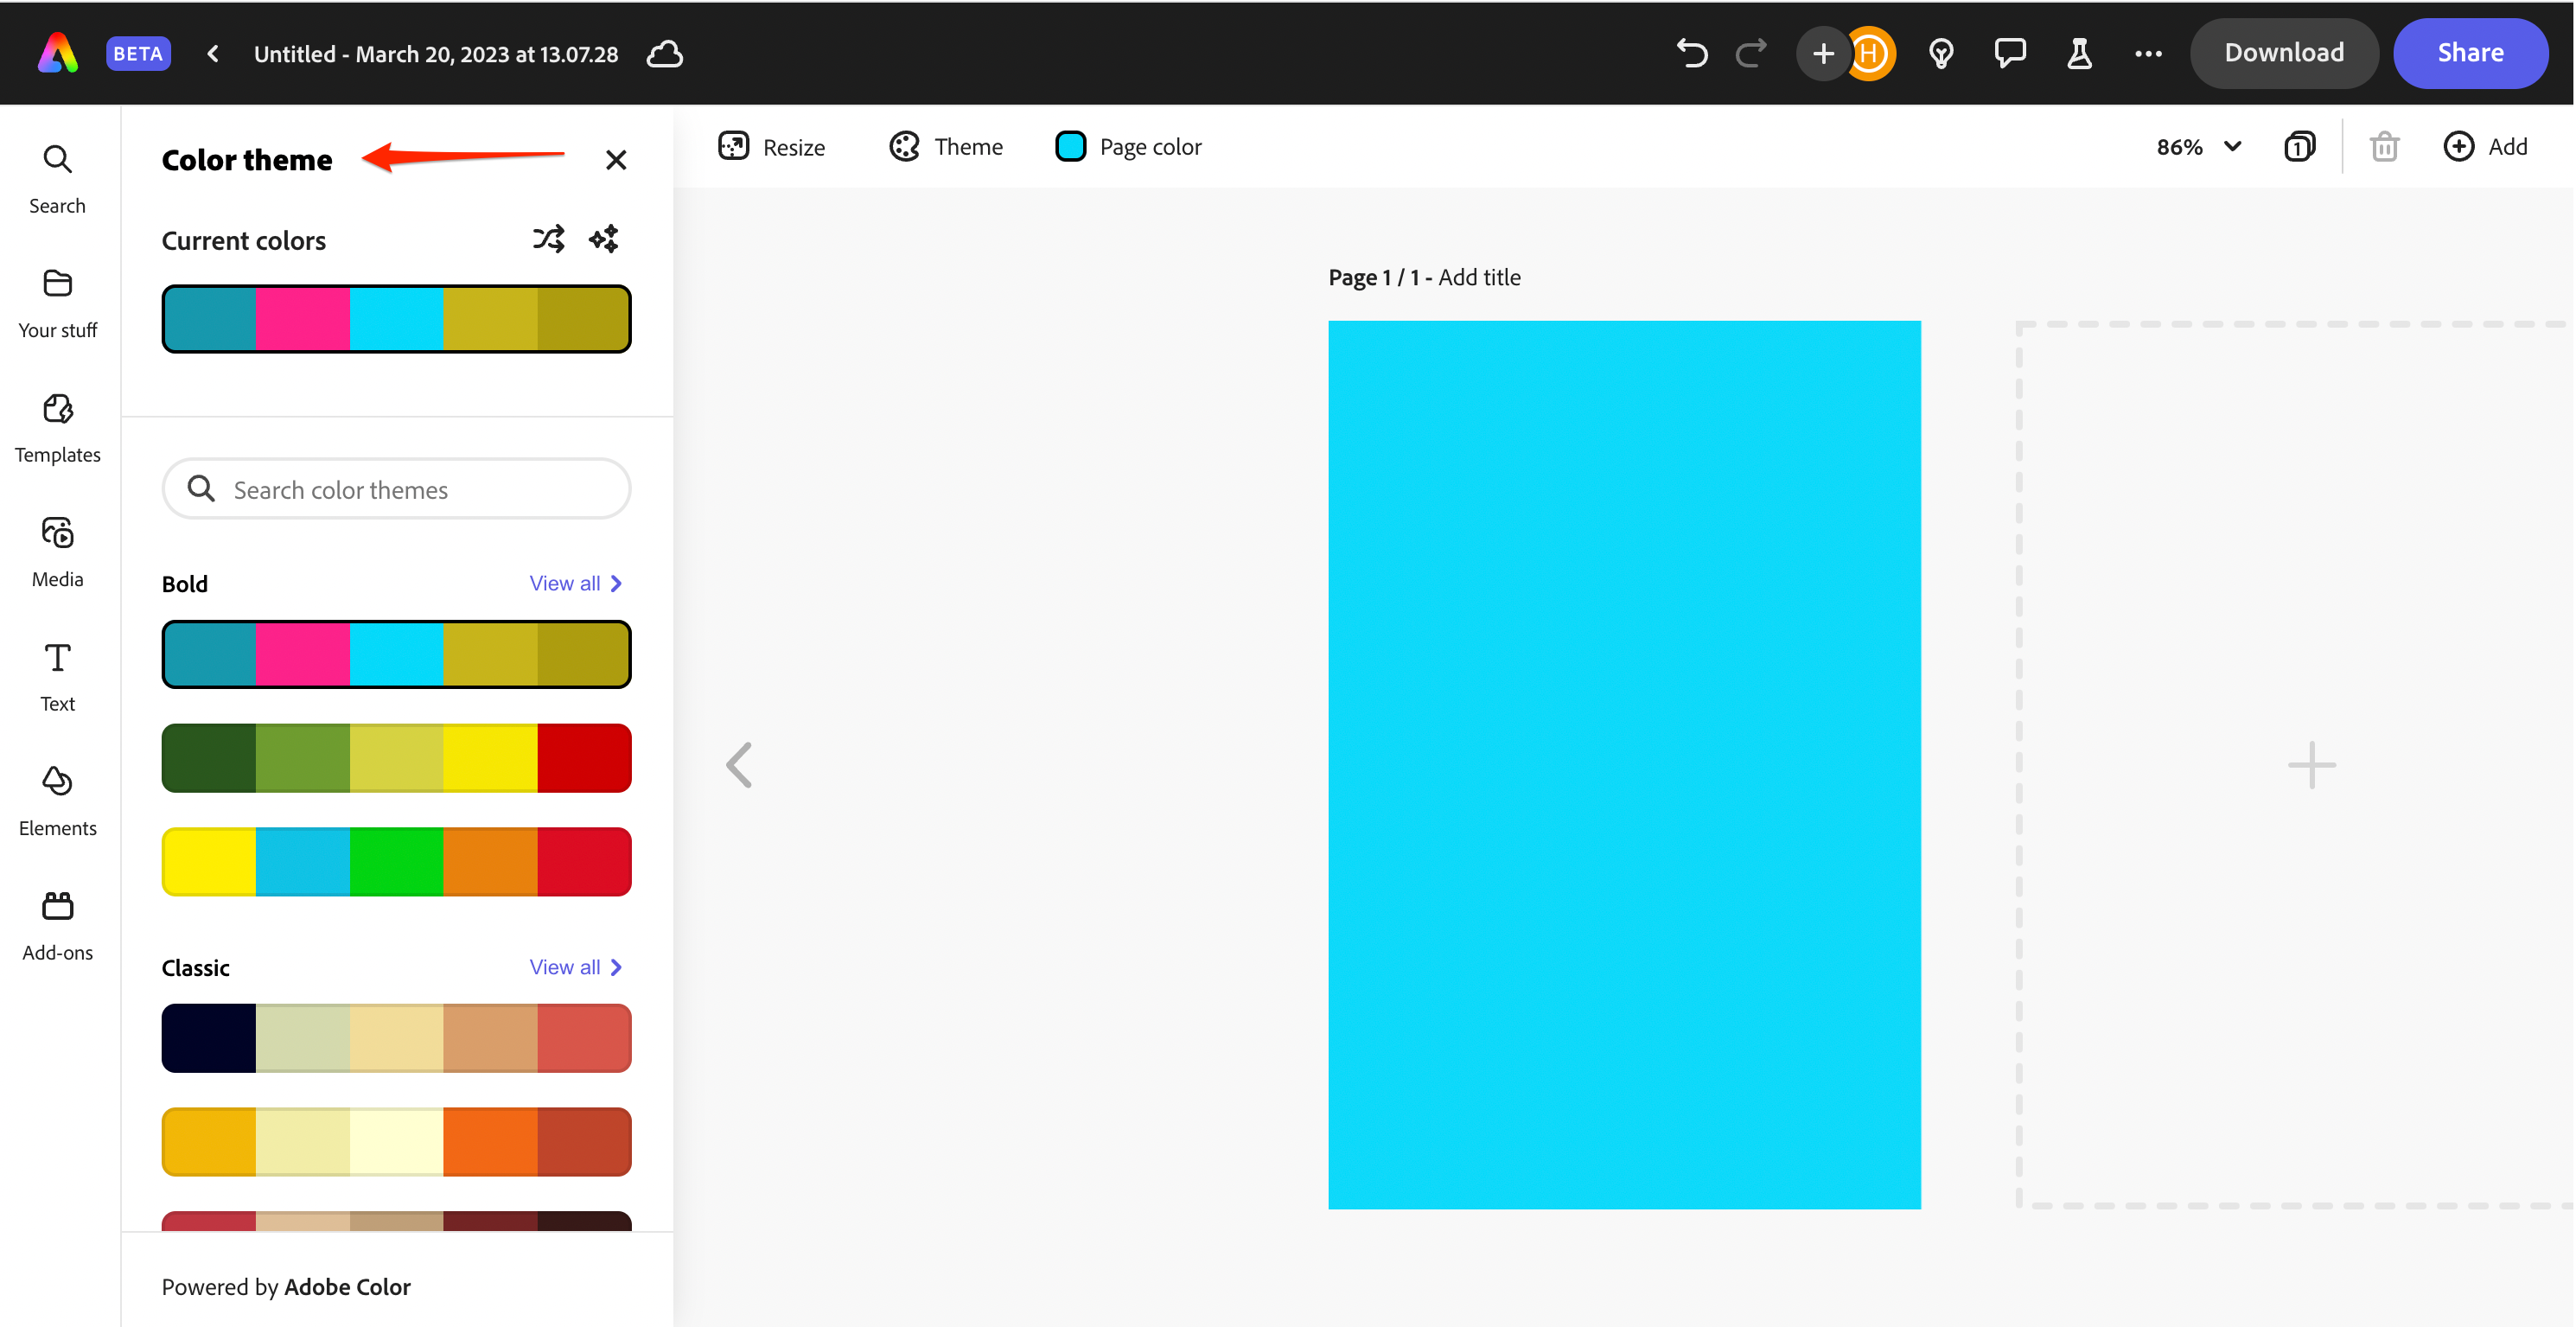 BETA
Untitled - March 20, 2023 at 13.07.28
H
Download
Share
Search
Your stuff
Templates
Media
Text
Elements
Add-ons
Color theme
Current colors
Search color themes
Bold
View all
Classic
View all
Powered by Adobe Color
Resize
Theme
Page color
86%
1
Add
Page 1 / 1 - Add title